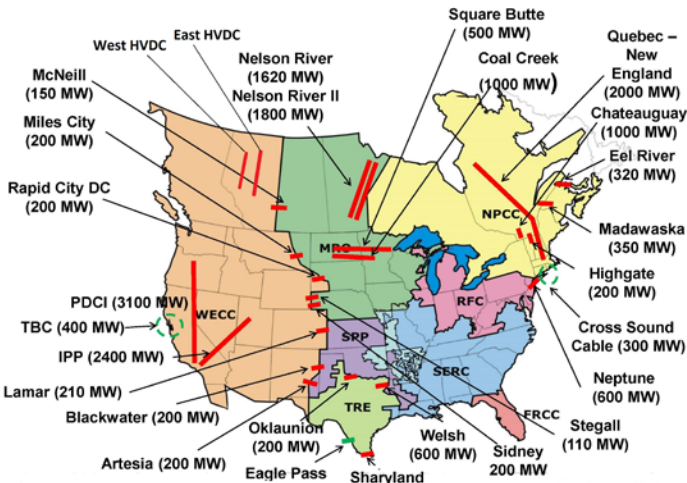 West HVDC
East HVDC
Nelson River
(1620 MW)
Nelson River II
(1800 MW)
Square Butte
(500 MW)
Coal Creek
(1000 MW)
Quebec –
New
England
(2000 MW)
Chateauguay
(1000 MW)
Eel River
(320 MW)
McNeill
(150 MW)
Miles City
(200 MW)
Rapid City DC
(200 MW)
NPCC
Madawaska
(350 MW)
MRO
Highgate
(200 MW)
PDCI (3100 MW)
WECC
RFC
TBC (400 MW)
Cross Sound
Cable (300 MW)
IPP (2400 MW)
SPP
SERC
Neptune
(600 MW)
Lamar (210 MW)
TRE
FRCC
Blackwater (200 MW)
Oklaunion
(200 MW)
Welsh
(600 MW)
Stegall
(110 MW)
Sidney
200 MW)
Artesia (200 MW)
Eagle Pass
Sharyland